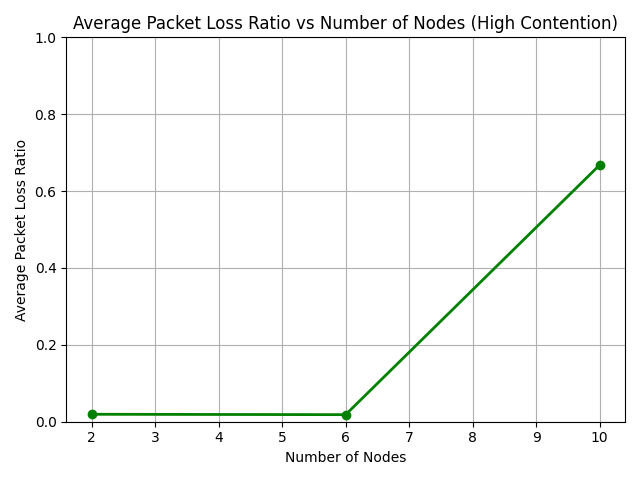 Average Packet Loss Ratio vs Number of Nodes (High Contention)
1.0
0.8
0.6
0.4
0.2
0.0
Average Packet Loss Ratio
2 3 4 5 6 7 8 9 10
Number of Nodes